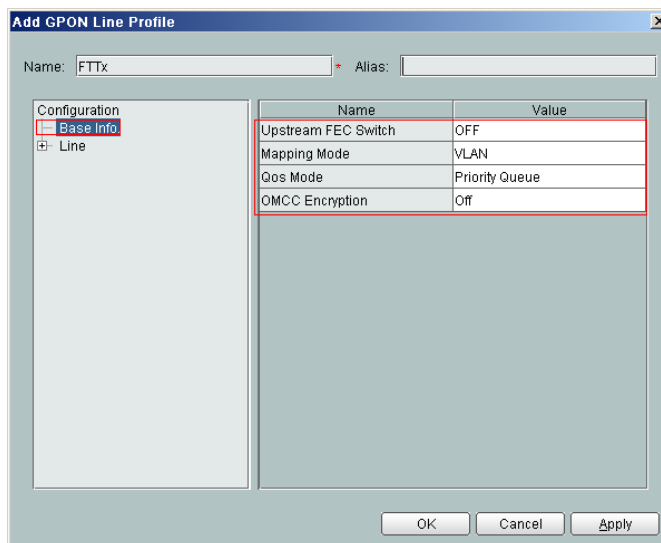 Add GPON Line Profile
Name: FTTx * Alias:
Configuration
Base Info.
Line
Name Value
Upstream FEC Switch OFF
Mapping Mode VLAN
Qos Mode Priority Queue
OMCC Encryption Off
OK Cancel Apply